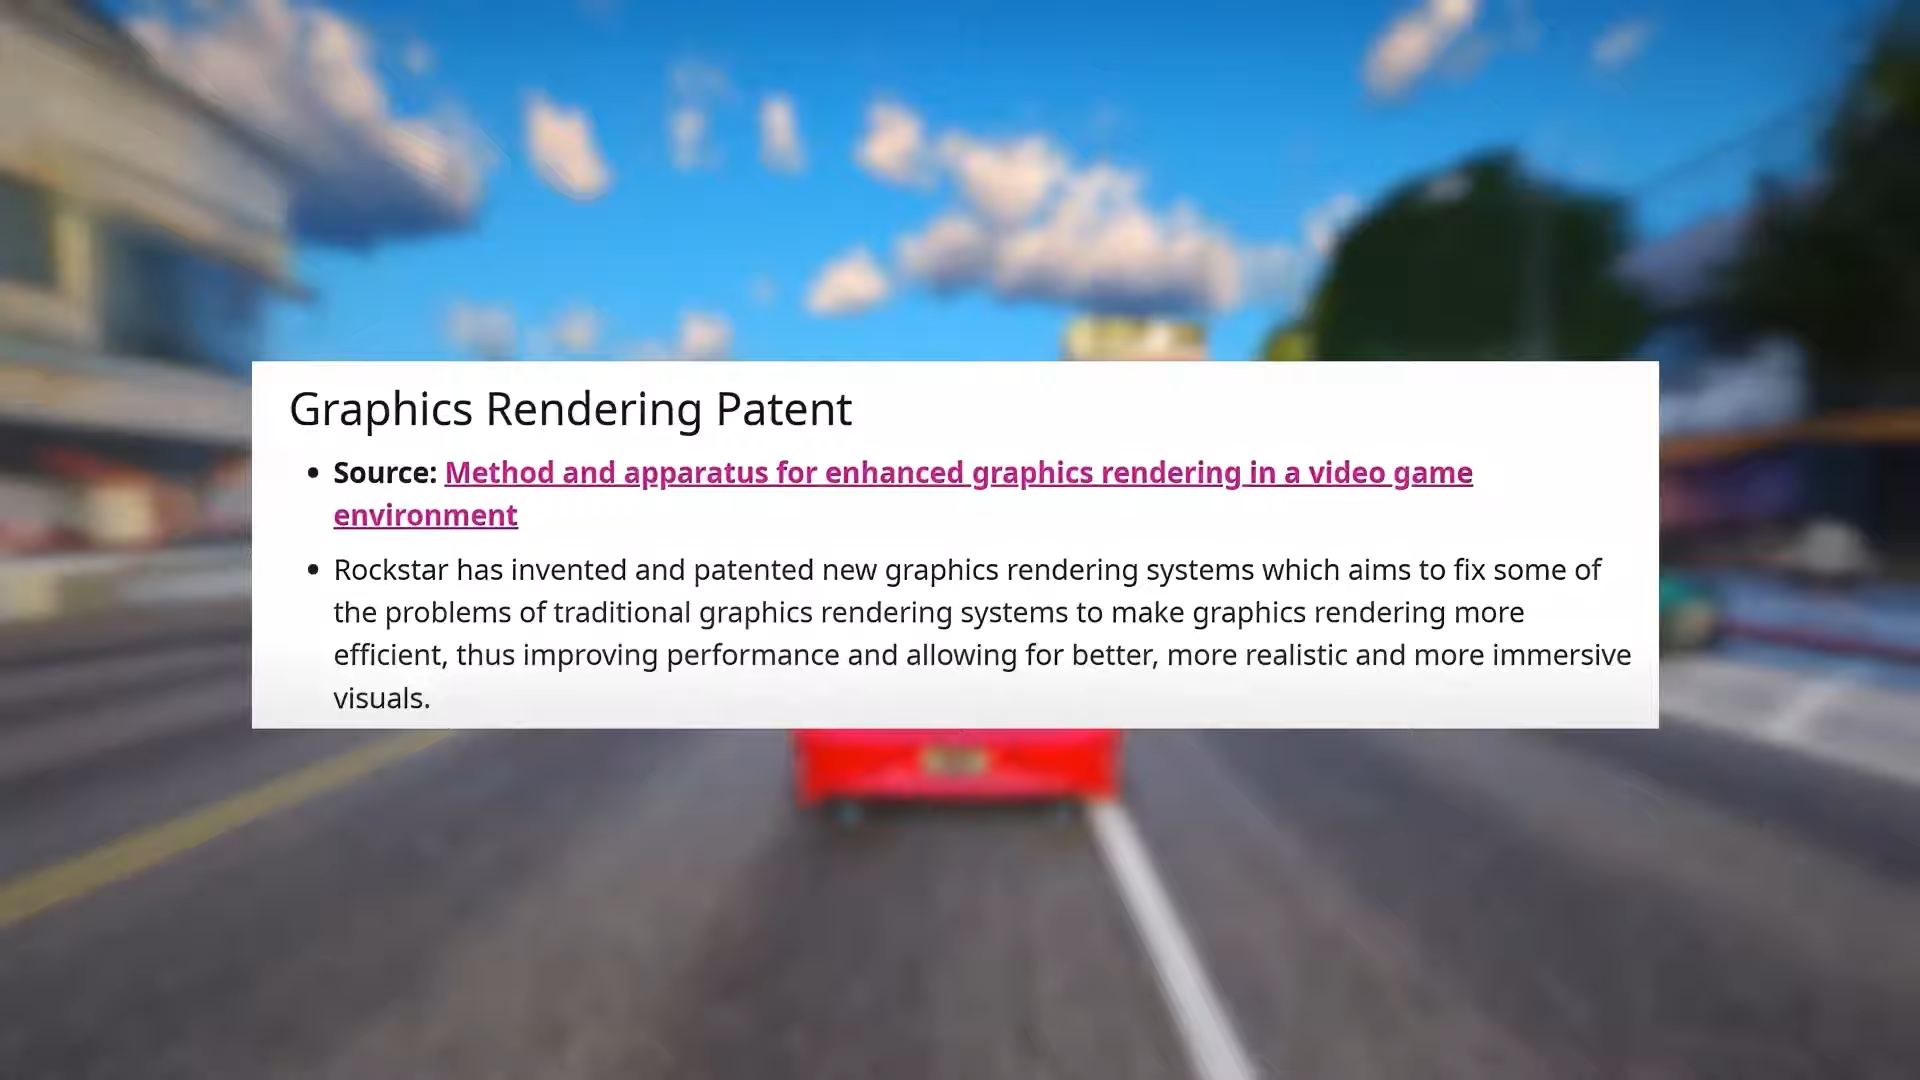 Graphics Rendering Patent
• Source: Method and apparatus for enhanced graphics rendering in a video game
environment
• Rockstar has invented and patented new graphics rendering systems which aims to fix some of
the problems of traditional graphics rendering systems to make graphics rendering more
efficient, thus improving performance and allowing for better, more realistic and more immersive
visuals.